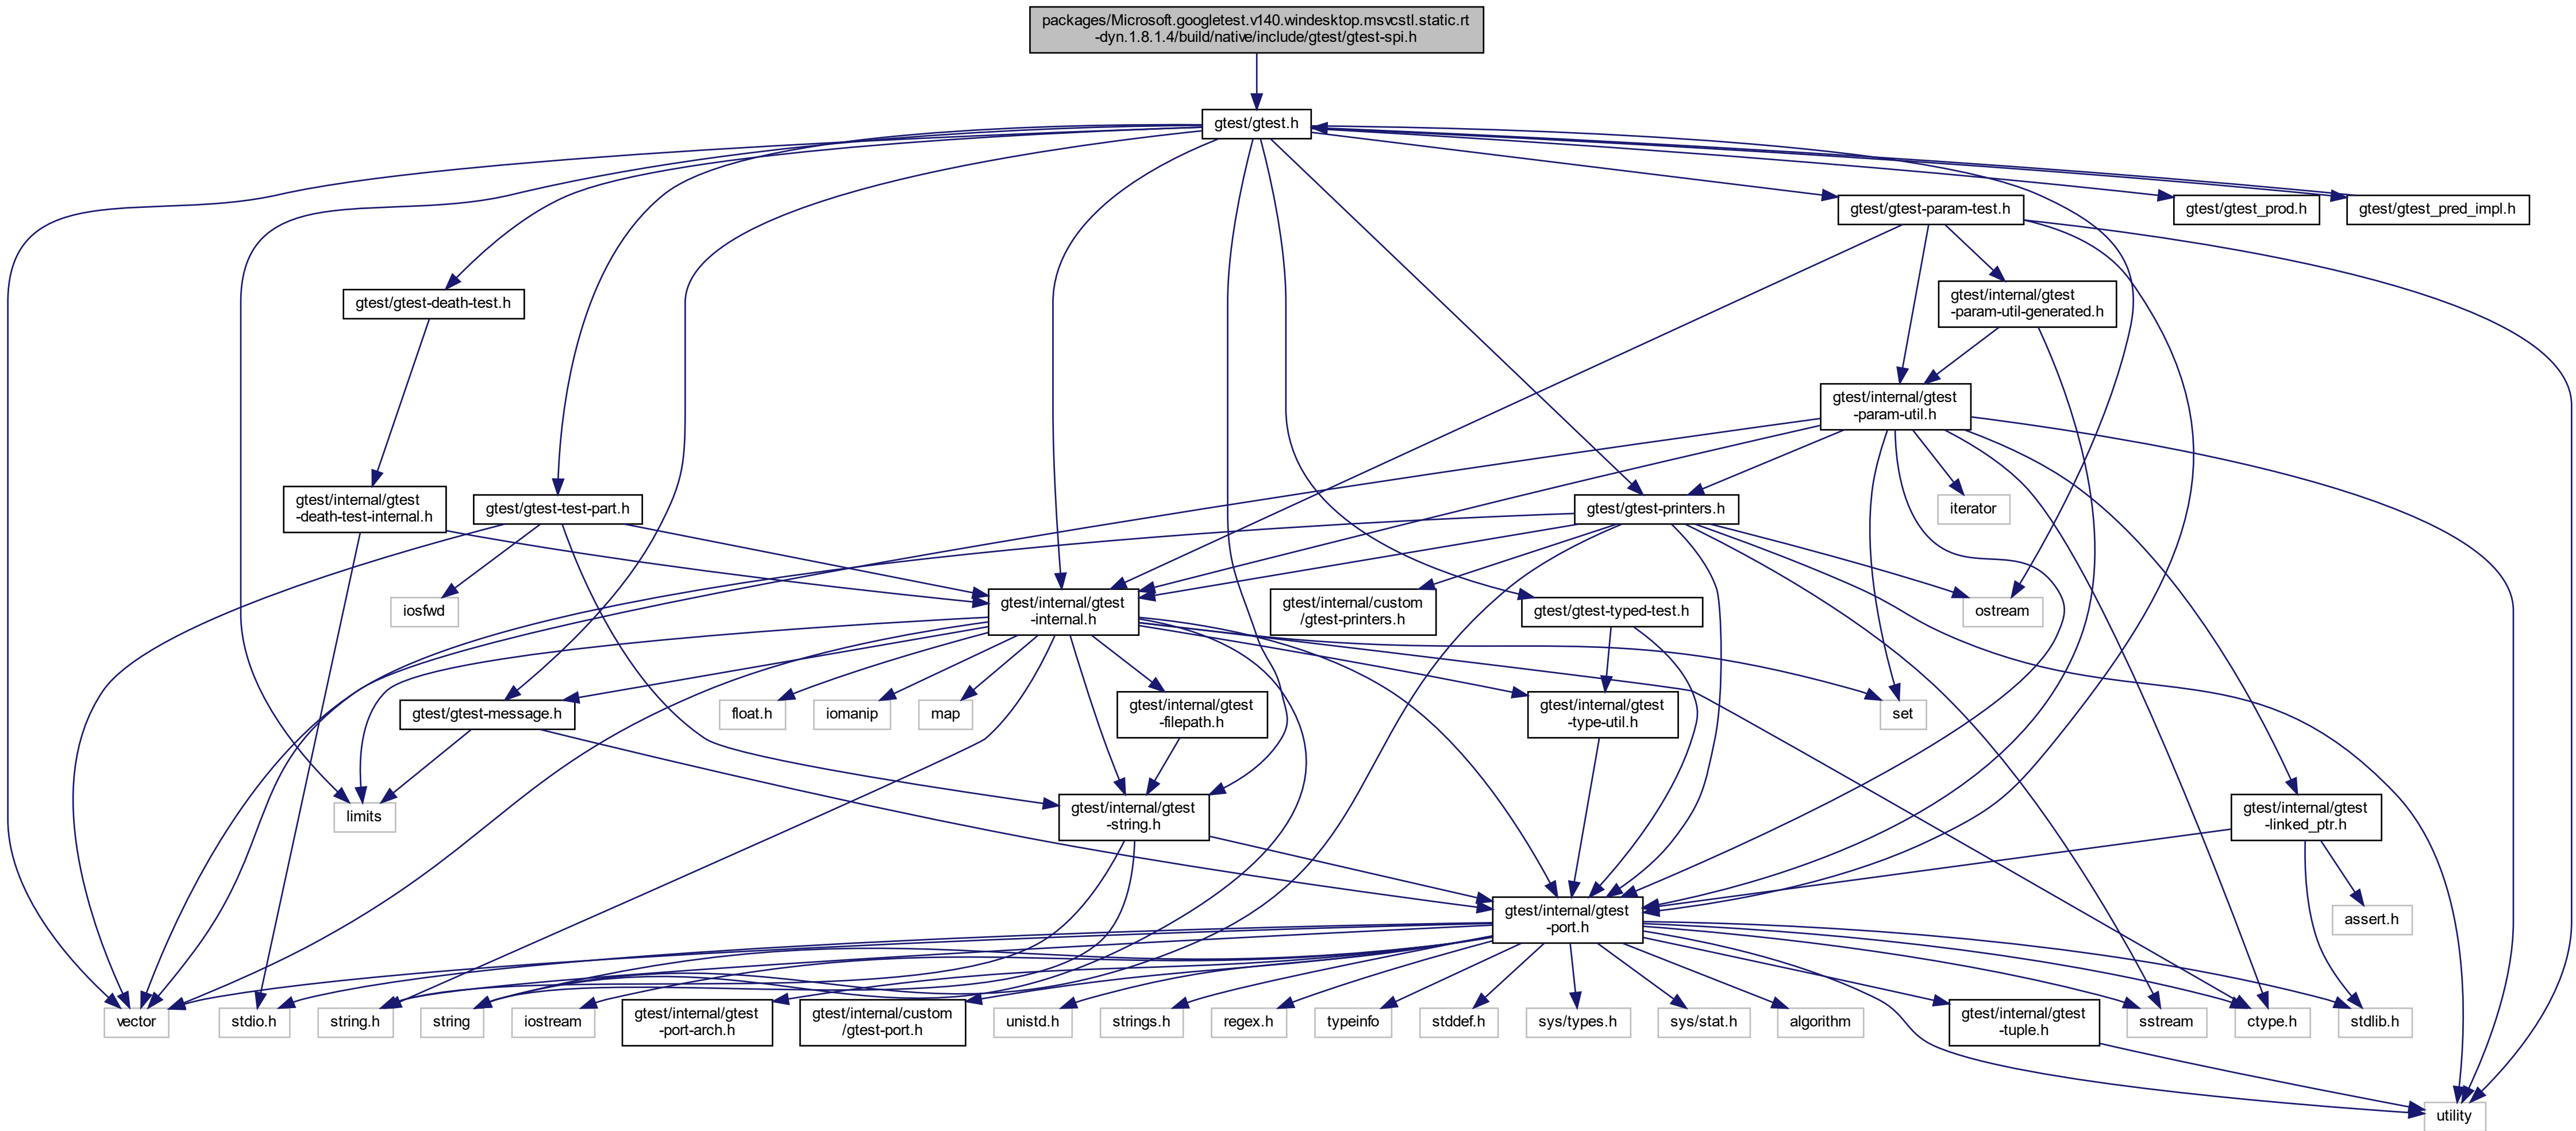 packages/Microsoft.googletest.v140.windesktop.msvcstl.static.rt
-dyn.1.8.1.4/build/native/include/gtest/gtest-spi.h
gtest/gtest.h
gtest/gtest-param-test.h
gtest/gtest_prod.h
gtest/gtest_pred_impl.h
gtest/gtest-death-test.h
gtest/internal/gtest
-param-util-generated.h
gtest/internal/gtest
-param-util.h
gtest/internal/gtest
-death-test-internal.h
gtest/gtest-test-part.h
gtest/gtest-printers.h
iterator
iosfwd
gtest/internal/gtest
-internal.h
gtest/internal/custom
/gtest-printers.h
gtest/gtest-typed-test.h
ostream
gtest/gtest-message.h
float.h
iomanip
map
gtest/internal/gtest
-filepath.h
gtest/internal/gtest
-type-util.h
set
limits
gtest/internal/gtest
-string.h
gtest/internal/gtest
-linked_ptr.h
gtest/internal/gtest
-port.h
assert.h
vector
stdio.h
string.h
string
iostream
gtest/internal/gtest
-port-arch.h
gtest/internal/custom
/gtest-port.h
unistd.h
strings.h
regex.h
typeinfo
stddef.h
sys/types.h
sys/stat.h
algorithm
gtest/internal/gtest
-tuple.h
sstream
ctype.h
stdlib.h
utility